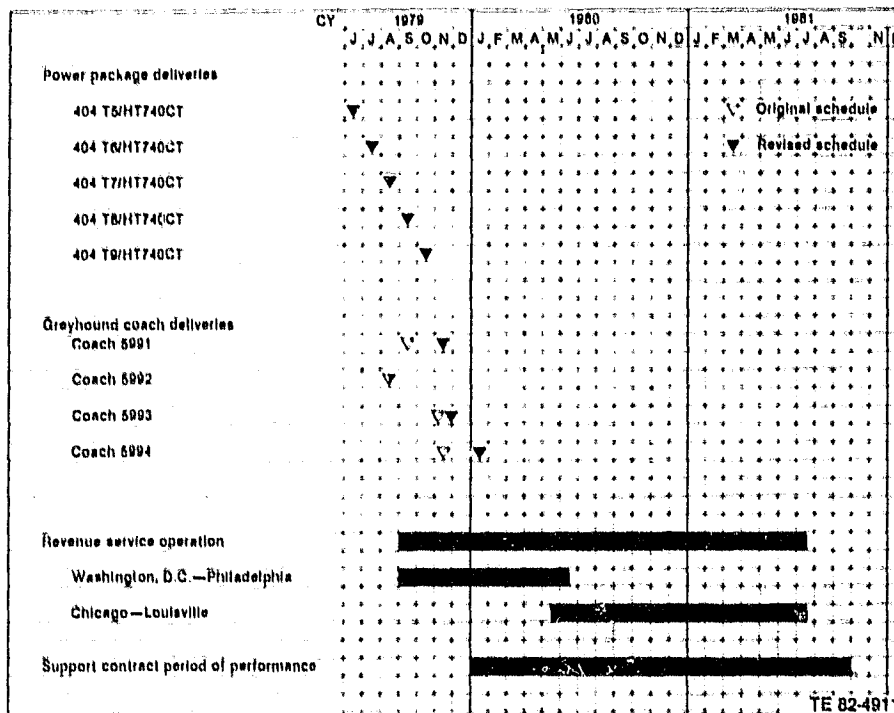 CY 1979 1980 1981
J J A S O N D J F M A M J J A S O N D J F M A M J J A S N
Power package deliveries
404 T5/HT740CT
Original schedule
404 T6/HT740CT
Revised schedule
404 T7/HT740CT
404 T8/HT740CT
404 T9/HT740CT
Greyhound coach deliveries
Coach 5991
Coach 5992
Coach 5993
Coach 5994
Revenue service operation
Washington, D.C.—Philadelphia
Chicago—Louisville
Support contract period of performance
TE 82-491